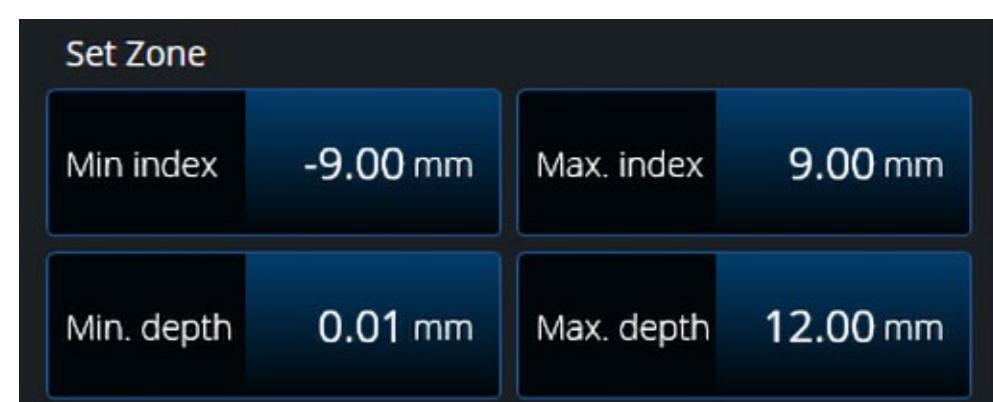 Set Zone
Min index -9.00 mm Max. index 9.00 mm
Min. depth 0.01 mm Max. depth 12.00 mm